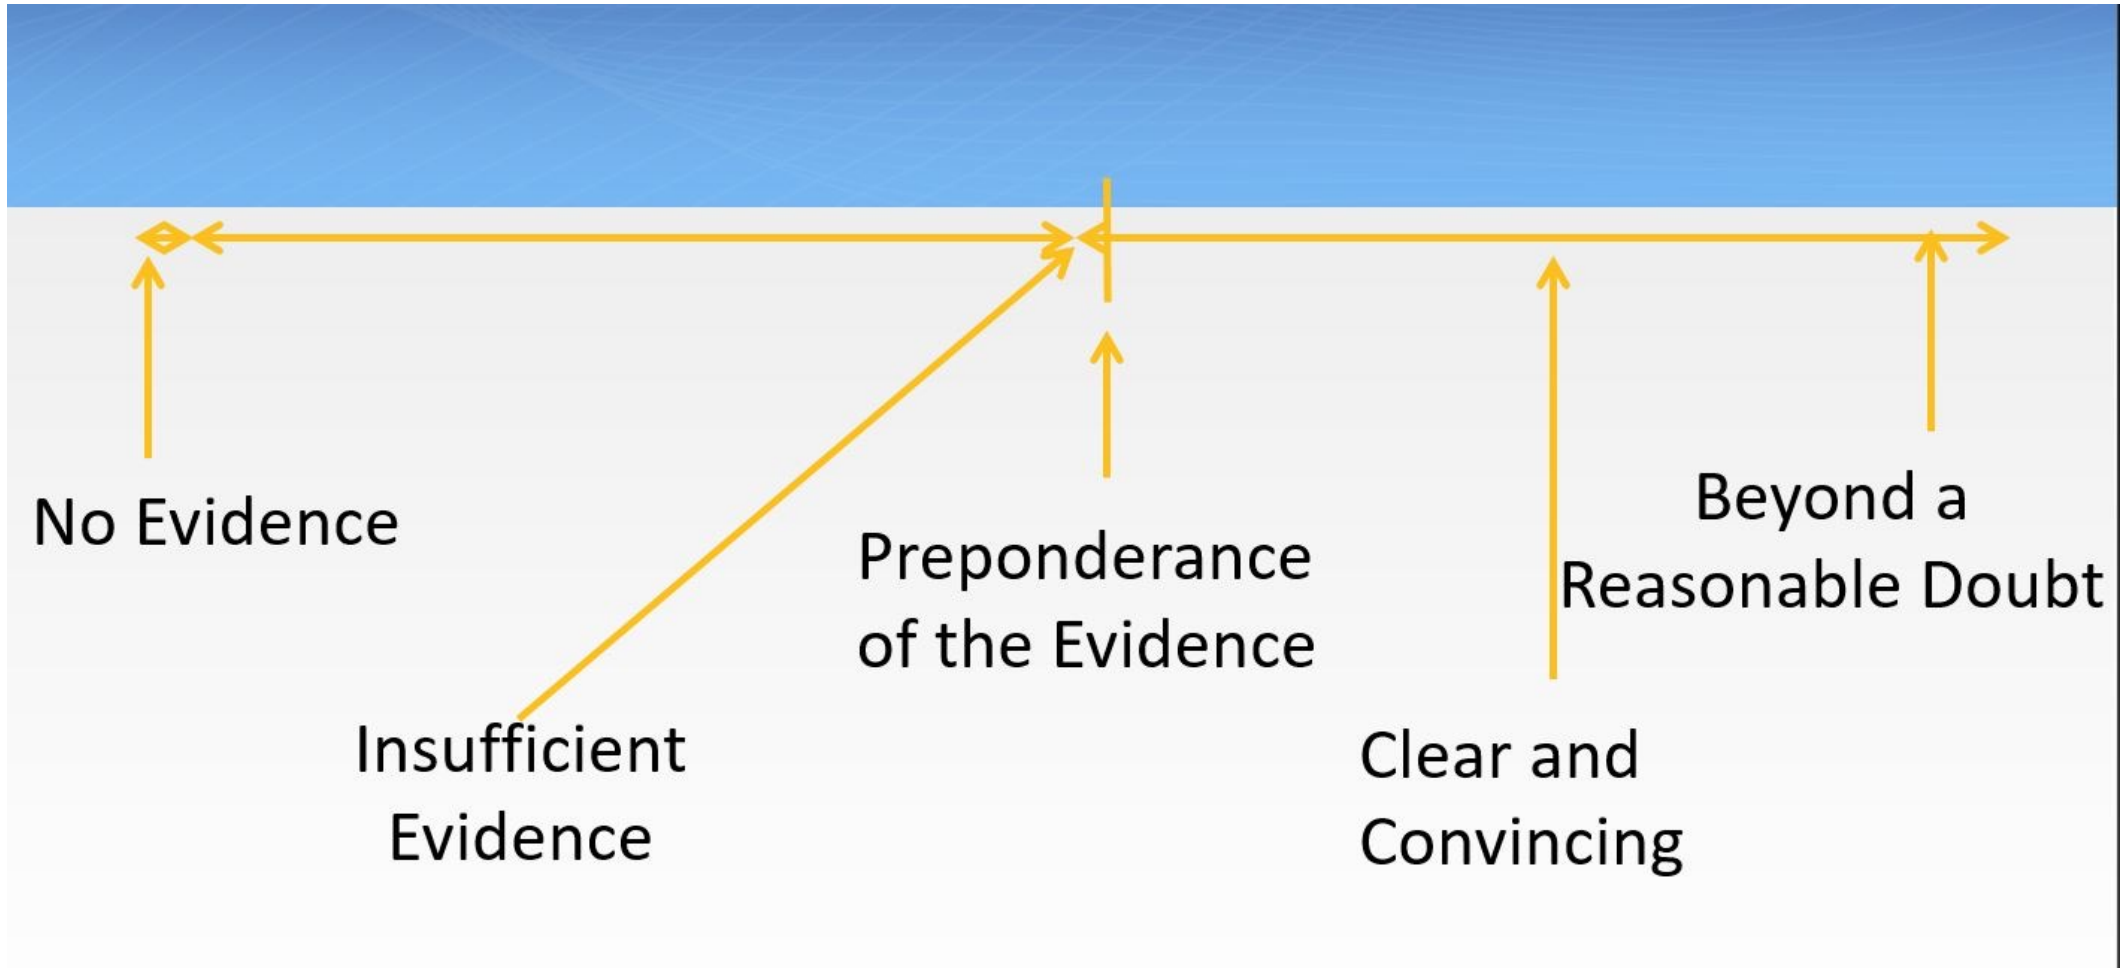 No Evidence
Insufficient
Evidence
Preponderance
of the Evidence
Clear and
Convincing
Beyond a
Reasonable Doubt